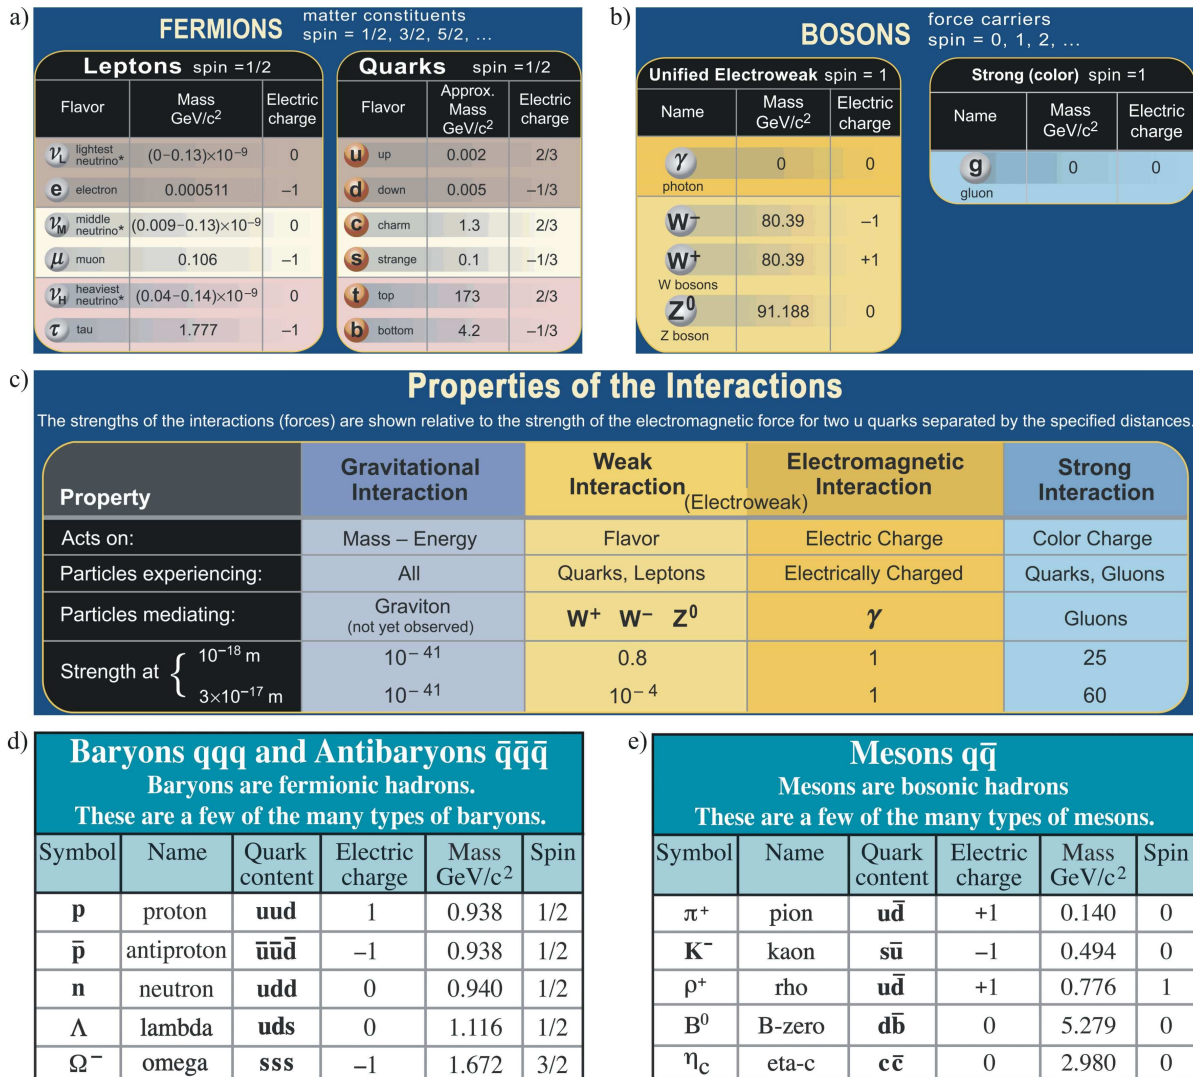 a)
FERMIONS
matter constituents
spin = 1/2, 3/2, 5/2, ...
Leptons spin =1/2
Flavor Mass GeV/c² Electric charge
ν_L lightest neutrino* (0–0.13)×10⁻⁹ 0
e electron 0.000511 –1
ν_M middle neutrino* (0.009–0.13)×10⁻⁹ 0
μ muon 0.106 –1
ν_H heaviest neutrino* (0.04–0.14)×10⁻⁹ 0
τ tau 1.777 –1
Quarks spin =1/2
Flavor Approx. Mass GeV/c² Electric charge
u up 0.002 2/3
d down 0.005 –1/3
c charm 1.3 2/3
s strange 0.1 –1/3
t top 173 2/3
b bottom 4.2 –1/3
b)
BOSONS
force carriers
spin = 0, 1, 2, ...
Unified Electroweak spin = 1
Name Mass GeV/c² Electric charge
γ photon 0 0
W⁻ 80.39 –1
W⁺ 80.39 +1
W bosons
Z⁰ 91.188 0
Z boson
Strong (color) spin =1
Name Mass GeV/c² Electric charge
g gluon 0 0
c)
Properties of the Interactions
The strengths of the interactions (forces) are shown relative to the strength of the electromagnetic force for two u quarks separated by the specified distances.
Property Gravitational Interaction Weak Interaction Electromagnetic Interaction Strong Interaction
(Electroweak)
Acts on: Mass – Energy Flavor Electric Charge Color Charge
Particles experiencing: All Quarks, Leptons Electrically Charged Quarks, Gluons
Particles mediating: Graviton (not yet observed) W⁺ W⁻ Z⁰ γ Gluons
Strength at { 10⁻¹⁸ m 10⁻⁴¹ 0.8 1 25
3×10⁻¹⁷ m 10⁻⁴¹ 10⁻⁴ 1 60
d)
Baryons qqq and Antibaryons q̄q̄q̄
Baryons are fermionic hadrons.
These are a few of the many types of baryons.
Symbol Name Quark content Electric charge Mass GeV/c² Spin
p proton uud 1 0.938 1/2
p̄ antiproton ūūd̄ –1 0.938 1/2
n neutron udd 0 0.940 1/2
Λ lambda uds 0 1.116 1/2
Ω⁻ omega sss –1 1.672 3/2
e)
Mesons qq̄
Mesons are bosonic hadrons
These are a few of the many types of mesons.
Symbol Name Quark content Electric charge Mass GeV/c² Spin
π⁺ pion ud̄ +1 0.140 0
K⁻ kaon sū –1 0.494 0
ρ⁺ rho ud̄ +1 0.776 1
B⁰ B-zero db̄ 0 5.279 0
η_c eta-c cc̄ 0 2.980 0